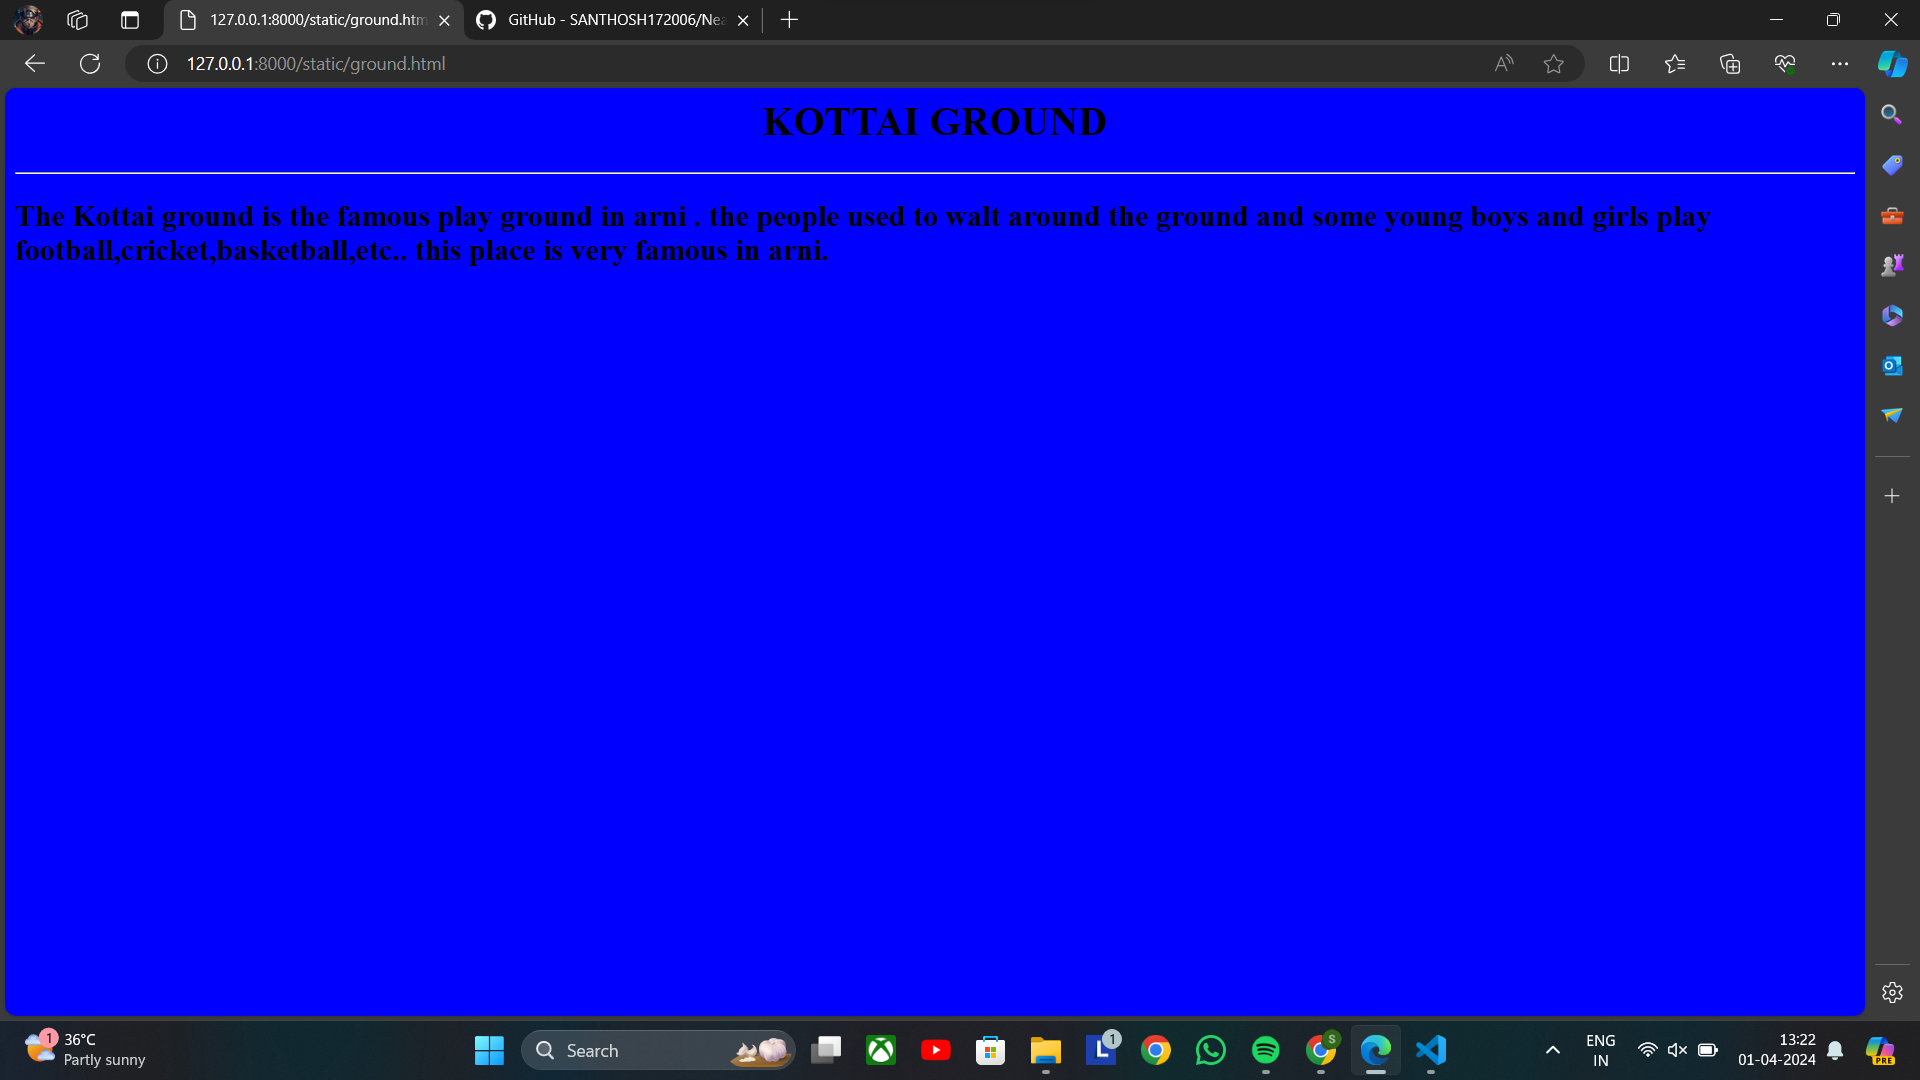 127.0.0.1:8000/static/ground.htm
GitHub - SANTHOSH172006/Nea
127.0.0.1:8000/static/ground.html
KOTTAI GROUND
The Kottai ground is the famous play ground in arni . the people used to walt around the ground and some young boys and girls play
football,cricket,basketball,etc.. this place is very famous in arni.
1
36°C
Partly sunny
Search
L
1
S
ENG
IN
13:22
01-04-2024
PRE